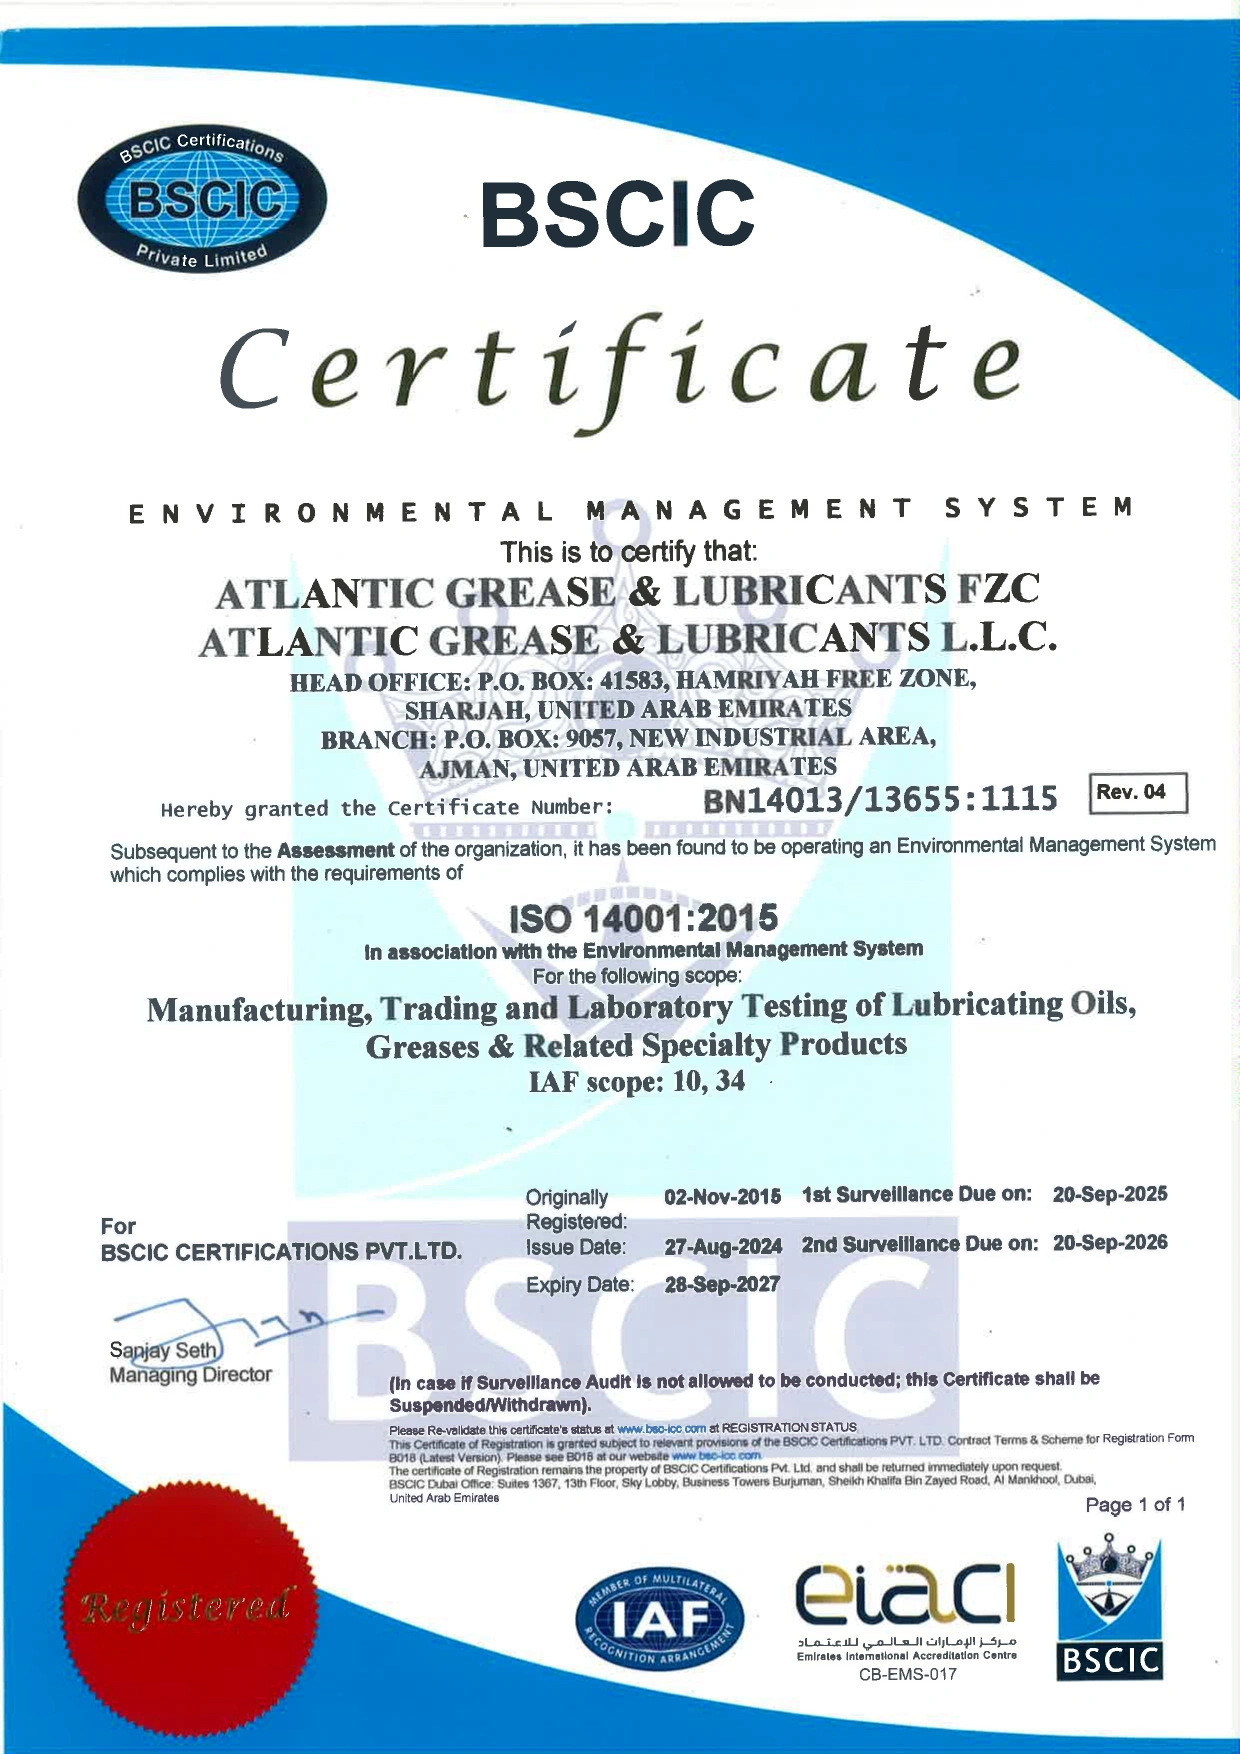 BSCIC Certifications
BSCIC
Private Limited
BSCIC
Certificate
ENVIRONMENTAL MANAGEMENT SYSTEM
This is to certify that:
ATLANTIC GREASE & LUBRICANTS FZC
ATLANTIC GREASE & LUBRICANTS L.L.C.
HEAD OFFICE: P.O. BOX: 41583, HAMRIYAH FREE ZONE,
SHARJAH, UNITED ARAB EMIRATES
BRANCH: P.O. BOX: 9057, NEW INDUSTRIAL AREA,
AJMAN, UNITED ARAB EMIRATES
Hereby granted the Certificate Number: BN14013/13655:1115 Rev. 04
Subsequent to the Assessment of the organization, it has been found to be operating an Environmental Management System
which complies with the requirements of
ISO 14001:2015
In association with the Environmental Management System
For the following scope:
Manufacturing, Trading and Laboratory Testing of Lubricating Oils,
Greases & Related Specialty Products
IAF scope: 10, 34
Originally Registered: 02-Nov-2015 1st Surveillance Due on: 20-Sep-2025
Issue Date: 27-Aug-2024 2nd Surveillance Due on: 20-Sep-2026
Expiry Date: 28-Sep-2027
For
BSCIC CERTIFICATIONS PVT.LTD.
BSCIC
Sanjay Seth
Managing Director
(In case if Surveillance Audit is not allowed to be conducted; this Certificate shall be
Suspended/Withdrawn).
Please Re-validate this certificate's status at www.bsc-icc.com at REGISTRATION STATUS
This Certificate of Registration is granted subject to relevant provisions of the BSCIC Certifications PVT. LTD. Contract Terms & Scheme for Registration Form
B018 (Latest Version). Please see B018 at our website www.bsc-icc.com
The certificate of Registration remains the property of BSCIC Certifications Pvt. Ltd. and shall be returned immediately upon request.
BSCIC Dubai Office: Suites 1367, 13th Floor, Sky Lobby, Business Towers Burjuman, Sheikh Khalifa Bin Zayed Road, Al Mankhool, Dubai,
United Arab Emirates
Page 1 of 1
Registered
MEMBER OF MULTILATERAL
IAF
RECOGNITION ARRANGEMENT
eiaci
مركز الإمارات العالمي للاعتماد
Emirates International Accreditation Centre
CB-EMS-017
BSCIC